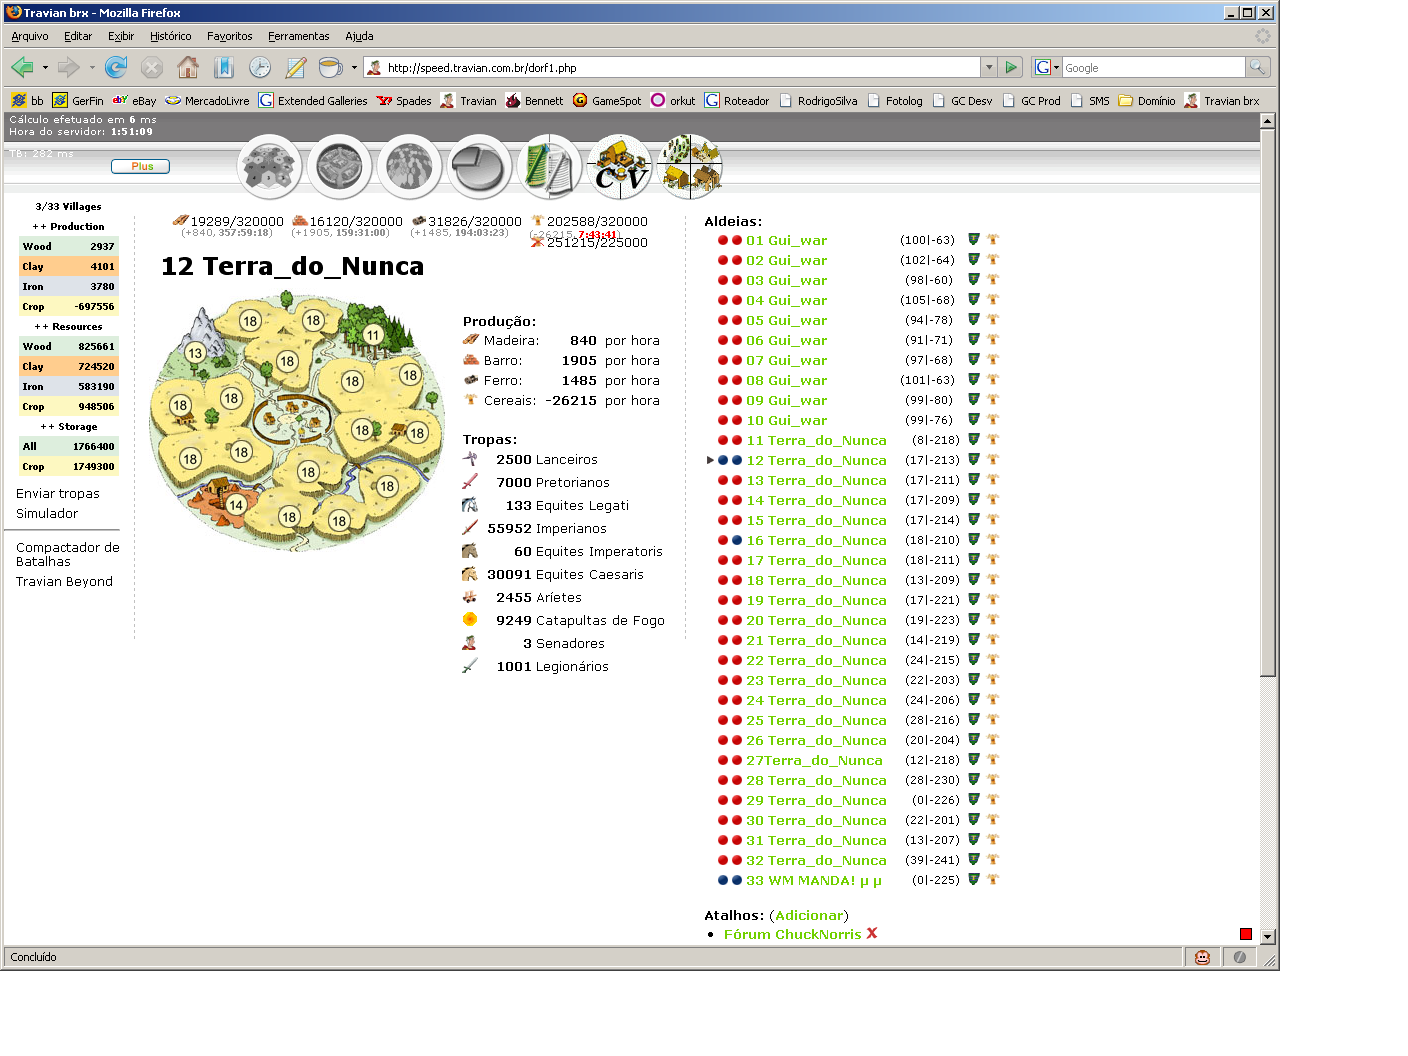 Travian brx - Mozilla Firefox
Arquivo Editar Exibir Histórico Favoritos Ferramentas Ajuda
http://speed.travian.com.br/dorf1.php
Google
bb GerFin eBay MercadoLivre Extended Galleries Spades Travian Bennett GameSpot orkut Roteador RodrigoSilva Fotolog GC Desv GC Prod SMS Domínio Travian brx
Cálculo efetuado em 6 ms
Hora do servidor: 1:51:09
TB: 282 ms
Plus
C V
3/33 Villages
++ Production
Wood 2937
Clay 4101
Iron 3780
Crop -697556
++ Resources
Wood 825661
Clay 724520
Iron 583190
Crop 948506
++ Storage
All 1766400
Crop 1749300
Enviar tropas
Simulador
Compactador de
Batalhas
Travian Beyond
19289/320000 16120/320000 31826/320000 202588/320000
(+840, 357:59:18) (+1905, 159:31:00) (+1485, 194:03:23) (-26215, 7:43:41)
251215/225000
12 Terra_do_Nunca
18 18 11
13 18
18 18
18 18
18 18
18 18 18
18
14 18 18
Produção:
Madeira: 840 por hora
Barro: 1905 por hora
Ferro: 1485 por hora
Cereais: -26215 por hora
Tropas:
2500 Lanceiros
7000 Pretorianos
133 Equites Legati
55952 Imperianos
60 Equites Imperatoris
30091 Equites Caesaris
2455 Aríetes
9249 Catapultas de Fogo
3 Senadores
1001 Legionários
Aldeias:
01 Gui_war (100|-63)
02 Gui_war (102|-64)
03 Gui_war (98|-60)
04 Gui_war (105|-68)
05 Gui_war (94|-78)
06 Gui_war (91|-71)
07 Gui_war (97|-68)
08 Gui_war (101|-63)
09 Gui_war (99|-80)
10 Gui_war (99|-76)
11 Terra_do_Nunca (8|-218)
12 Terra_do_Nunca (17|-213)
13 Terra_do_Nunca (17|-211)
14 Terra_do_Nunca (17|-209)
15 Terra_do_Nunca (17|-214)
16 Terra_do_Nunca (18|-210)
17 Terra_do_Nunca (18|-211)
18 Terra_do_Nunca (13|-209)
19 Terra_do_Nunca (17|-221)
20 Terra_do_Nunca (19|-223)
21 Terra_do_Nunca (14|-219)
22 Terra_do_Nunca (24|-215)
23 Terra_do_Nunca (22|-203)
24 Terra_do_Nunca (24|-206)
25 Terra_do_Nunca (28|-216)
26 Terra_do_Nunca (20|-204)
27Terra_do_Nunca (12|-218)
28 Terra_do_Nunca (28|-230)
29 Terra_do_Nunca (0|-226)
30 Terra_do_Nunca (22|-201)
31 Terra_do_Nunca (13|-207)
32 Terra_do_Nunca (39|-241)
33 WM MANDA! µ µ (0|-225)
Atalhos: (Adicionar)
Fórum ChuckNorris
Concluído